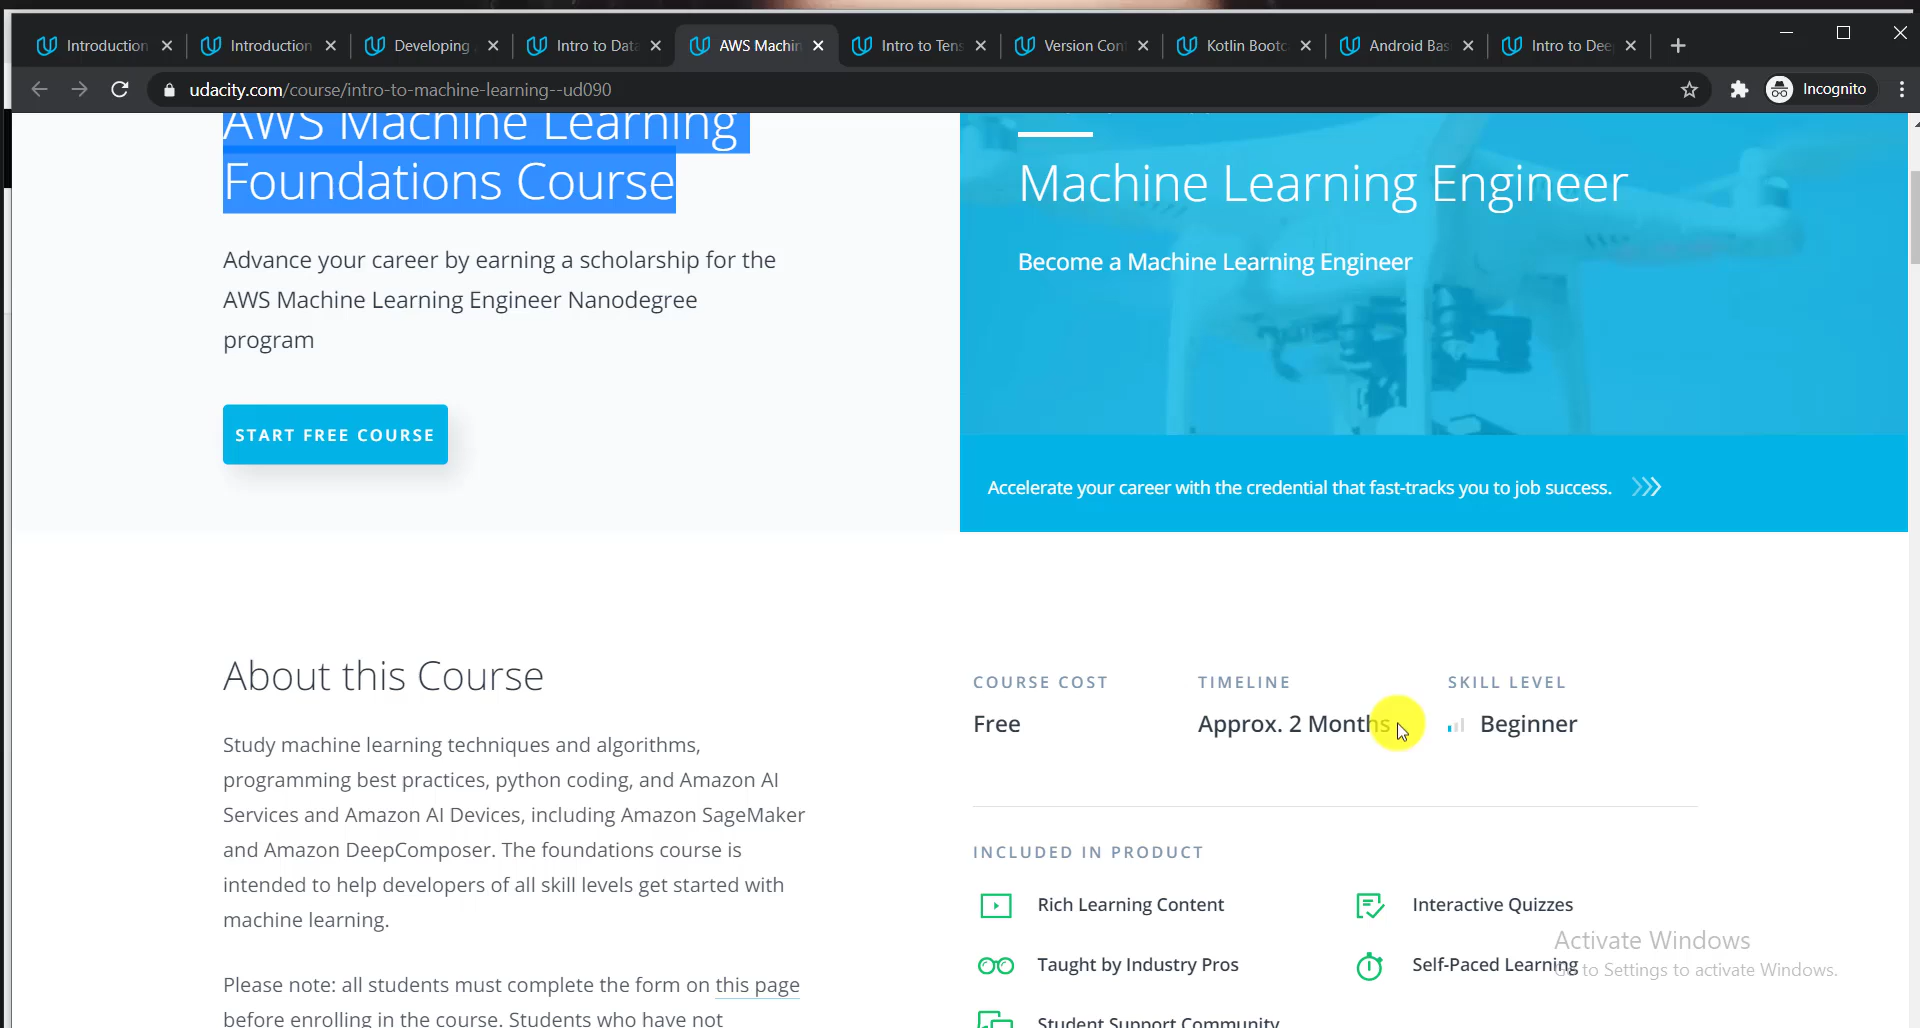 Introduction
Introduction
Developing
Intro to Data
AWS Machin
Intro to Tens
Version Con
Kotlin Bootc
Android Bas
Intro to Dee
udacity.com/course/intro-to-machine-learning--ud090
Incognito
AWS Machine Learning
Foundations Course
Advance your career by earning a scholarship for the
AWS Machine Learning Engineer Nanodegree
program
START FREE COURSE
Machine Learning Engineer
Become a Machine Learning Engineer
Accelerate your career with the credential that fast-tracks you to job success.
About this Course
Study machine learning techniques and algorithms,
programming best practices, python coding, and Amazon AI
Services and Amazon AI Devices, including Amazon SageMaker
and Amazon DeepComposer. The foundations course is
intended to help developers of all skill levels get started with
machine learning.
Please note: all students must complete the form on this page
before enrolling in the course. Students who have not
COURSE COST
Free
TIMELINE
Approx. 2 Months
SKILL LEVEL
Beginner
INCLUDED IN PRODUCT
Rich Learning Content
Interactive Quizzes
Taught by Industry Pros
Self-Paced Learning
Student Support Community
Activate Windows
Go to Settings to activate Windows.